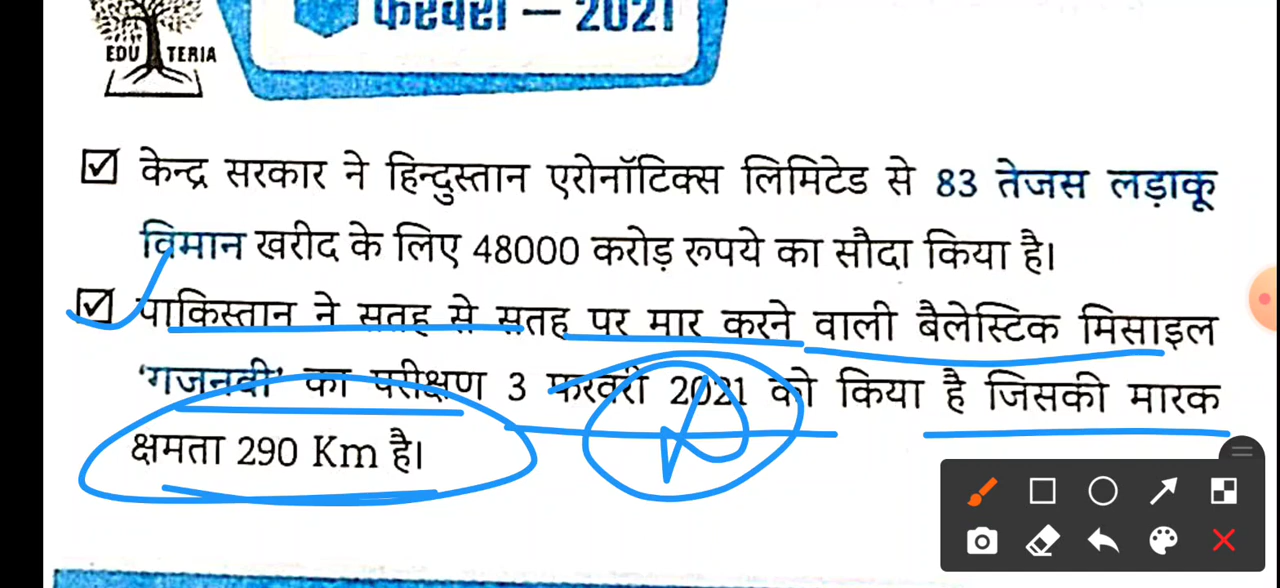 फरवरी – 2021
EDU TERIA
केन्द्र सरकार ने हिन्दुस्तान एरोनॉटिक्स लिमिटेड से 83 तेजस लड़ाकू
विमान खरीद के लिए 48000 करोड़ रूपये का सौदा किया है।
पाकिस्तान ने सतह से सतह पर मार करने वाली बैलेस्टिक मिसाइल
'गजनवी' का परीक्षण 3 फरवरी 2021 को किया है जिसकी मारक
क्षमता 290 Km है।